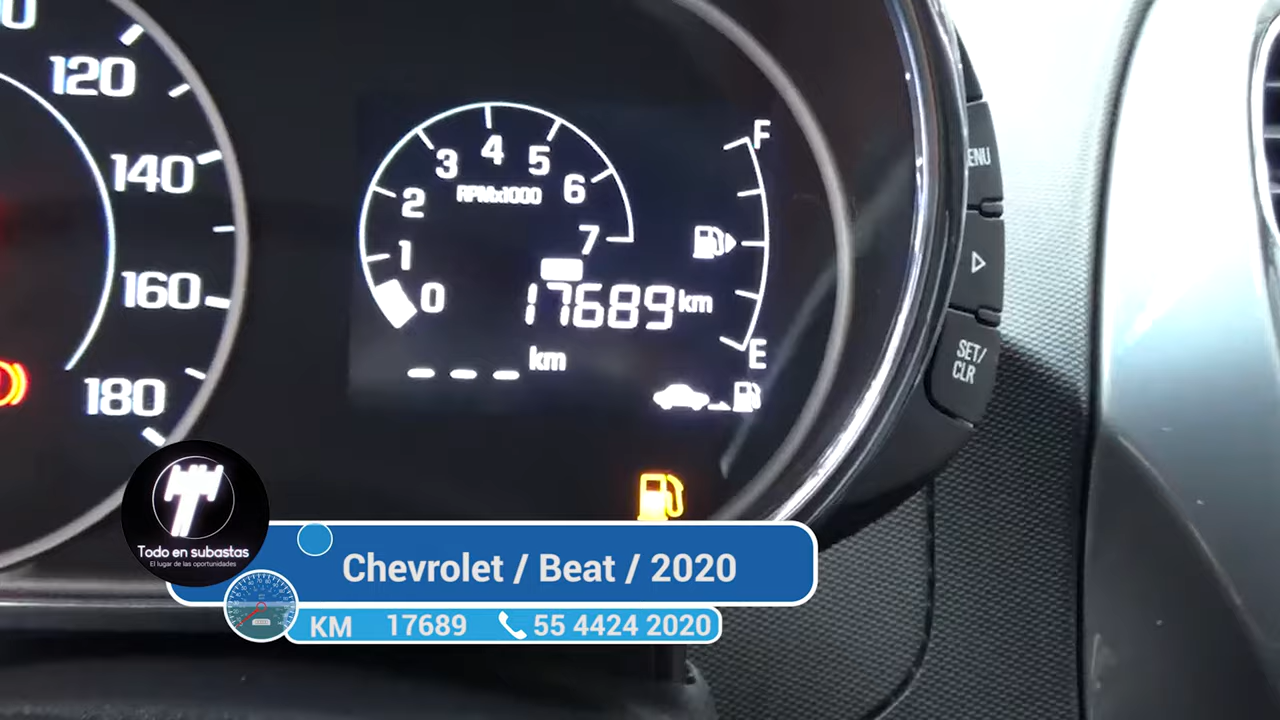 120
140
160
180
0
1
2
3
4
5
6
7
RPMx1000
17689 km
km
F
E
ENU
SET/
CLR
Todo en subastas
El lugar de las oportunidades
Chevrolet / Beat / 2020
KM 17689 55 4424 2020